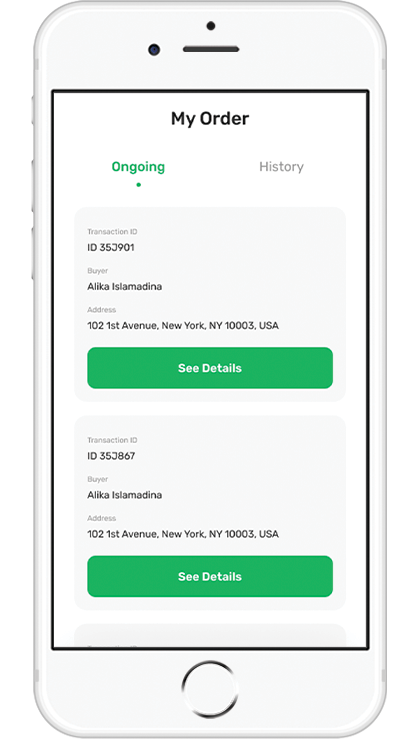 My Order
Ongoing History
Transaction ID
ID 35J901
Buyer
Alika Islamadina
Address
102 1st Avenue, New York, NY 10003, USA
See Details
Transaction ID
ID 35J867
Buyer
Alika Islamadina
Address
102 1st Avenue, New York, NY 10003, USA
See Details